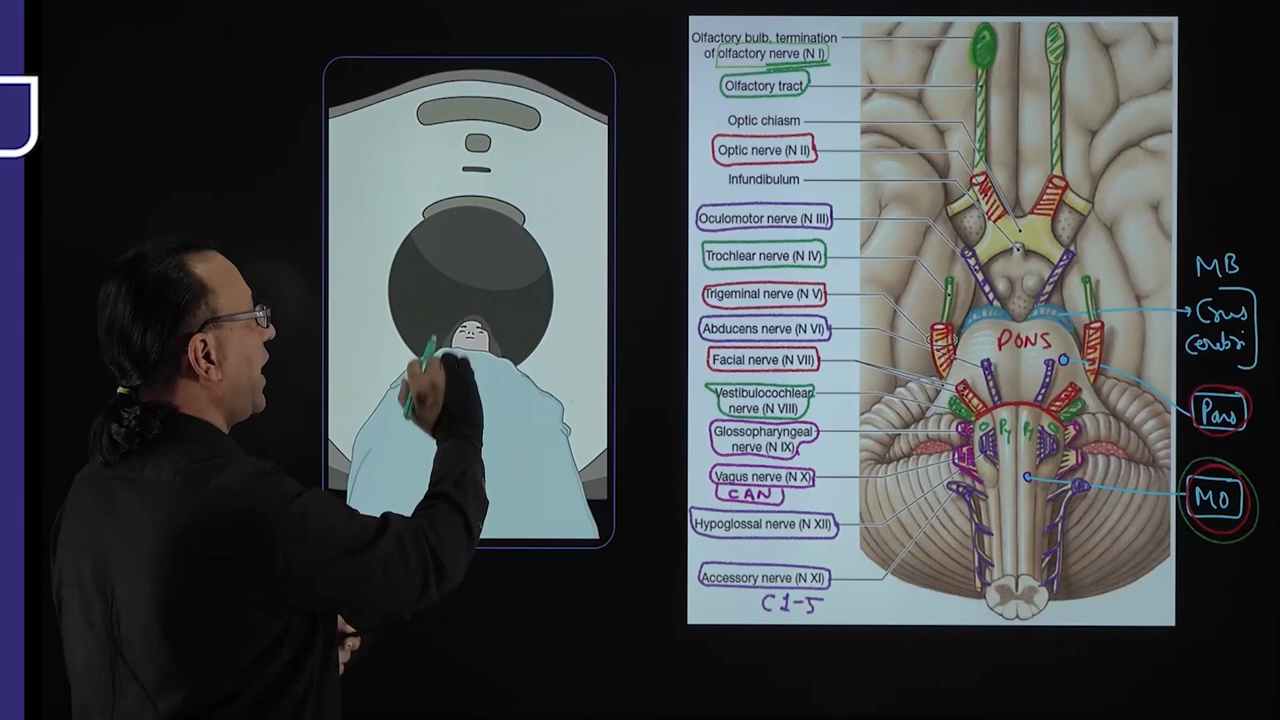 Olfactory bulb, termination
of olfactory nerve (N I)
Olfactory tract
Optic chiasm
Optic nerve (N II)
Infundibulum
Oculomotor nerve (N III)
Trochlear nerve (N IV)
Trigeminal nerve (N V)
Abducens nerve (N VI)
Facial nerve (N VII)
Vestibulocochlear
nerve (N VIII)
Glossopharyngeal
nerve (N IX)
Vagus nerve (N X)
CAN
Hypoglossal nerve (N XII)
Accessory nerve (N XI)
C1-5
PONS
O Py Py O
MB
Crus
Cerebri
Pons
MO